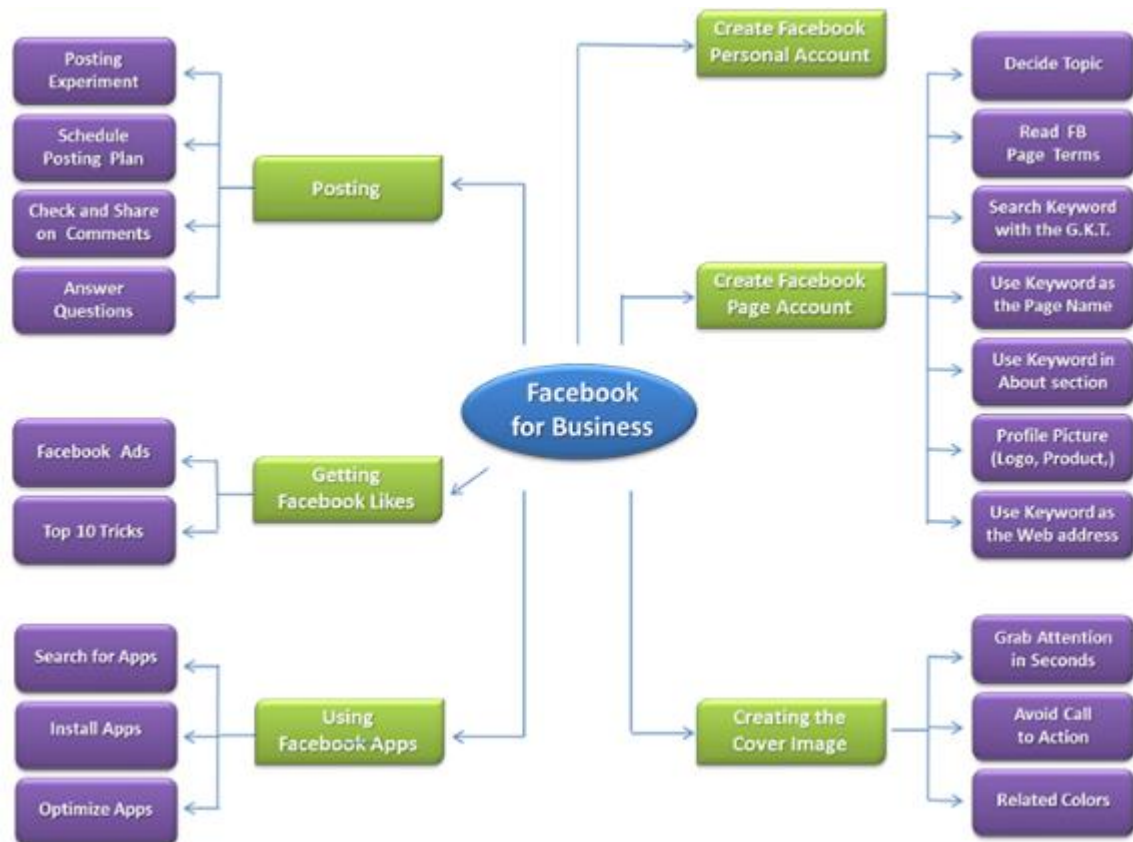 Create Facebook
Personal Account
Posting
Experiment
Schedule
Posting Plan
Check and Share
on Comments
Answer
Questions
Posting
Decide Topic
Read FB
Page Terms
Search Keyword
with the G.K.T.
Use Keyword as
the Page Name
Use Keyword in
About section
Profile Picture
(Logo, Product,)
Use Keyword as
the Web address
Create Facebook
Page Account
Facebook
for Business
Facebook Ads
Top 10 Tricks
Getting
Facebook Likes
Search for Apps
Install Apps
Optimize Apps
Using
Facebook Apps
Creating the
Cover Image
Grab Attention
in Seconds
Avoid Call
to Action
Related Colors